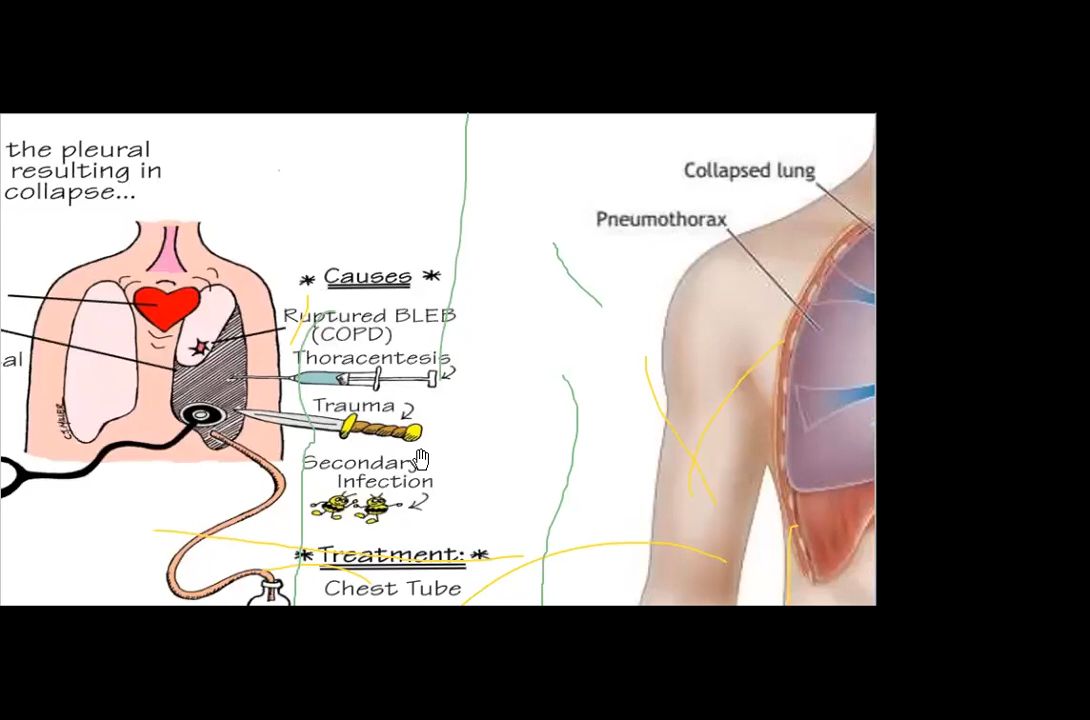 the pleural
resulting in
collapse...
al
* Causes *
Ruptured BLEB
(COPD)
Thoracentesis
Trauma
Secondary
Infection
* Treatment: *
Chest Tube
Collapsed lung
Pneumothorax